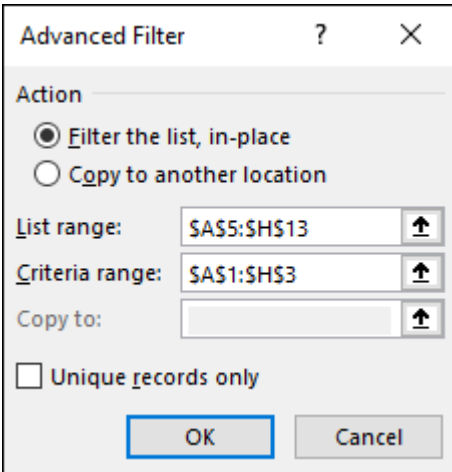 Advanced Filter ?
Action
Filter the list, in-place
Copy to another location
List range: $A$5:$H$13
Criteria range: $A$1:$H$3
Copy to:
Unique records only
OK Cancel